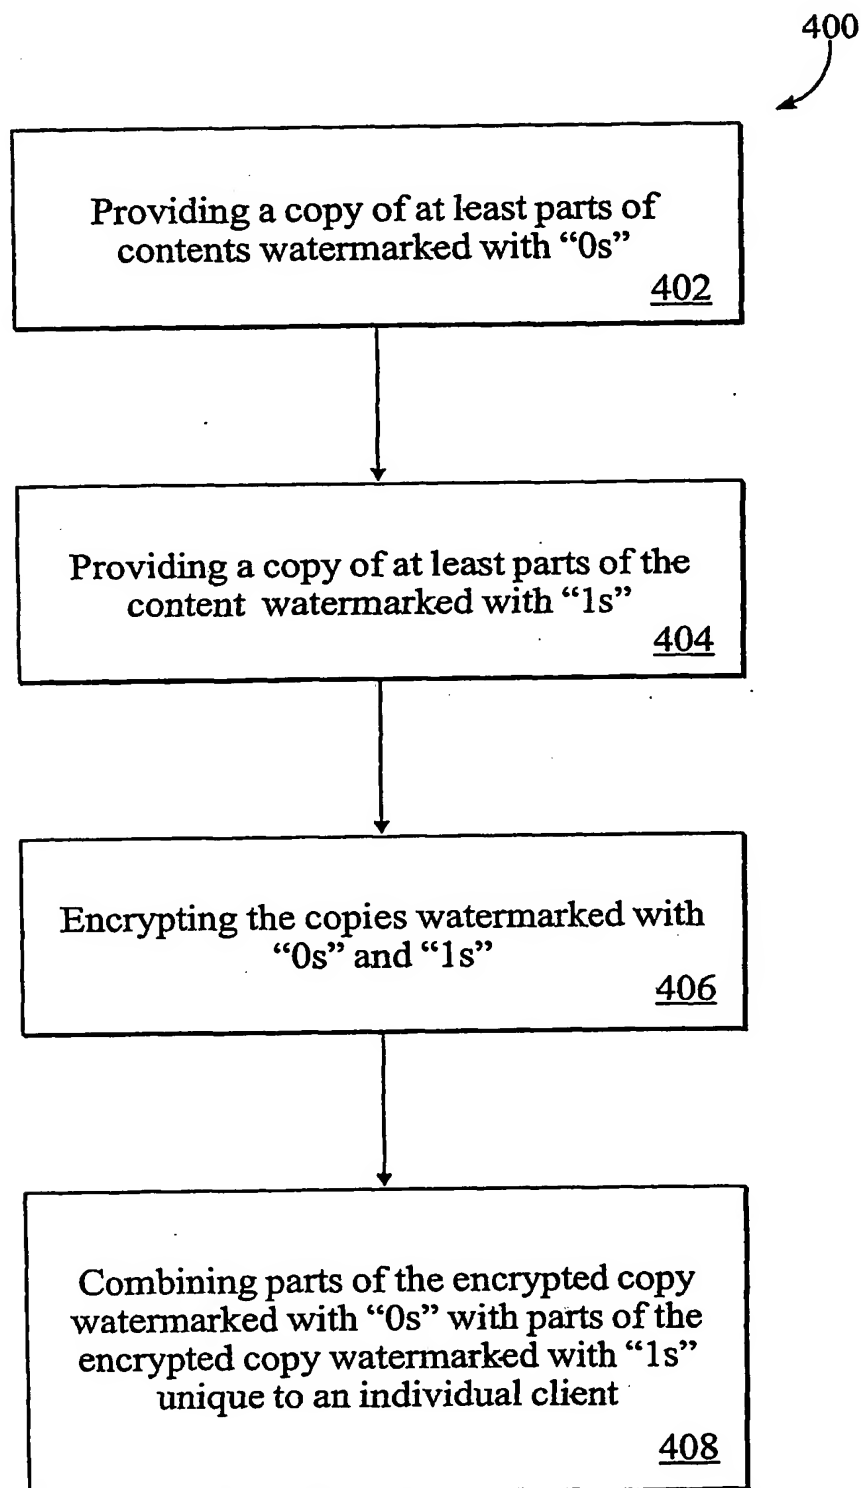 400
Providing a copy of at least parts of
contents watermarked with “0s”
402
Providing a copy of at least parts of the
content watermarked with “1s”
404
Encrypting the copies watermarked with
“0s” and “1s”
406
Combining parts of the encrypted copy
watermarked with “0s” with parts of the
encrypted copy watermarked with “1s”
unique to an individual client
408